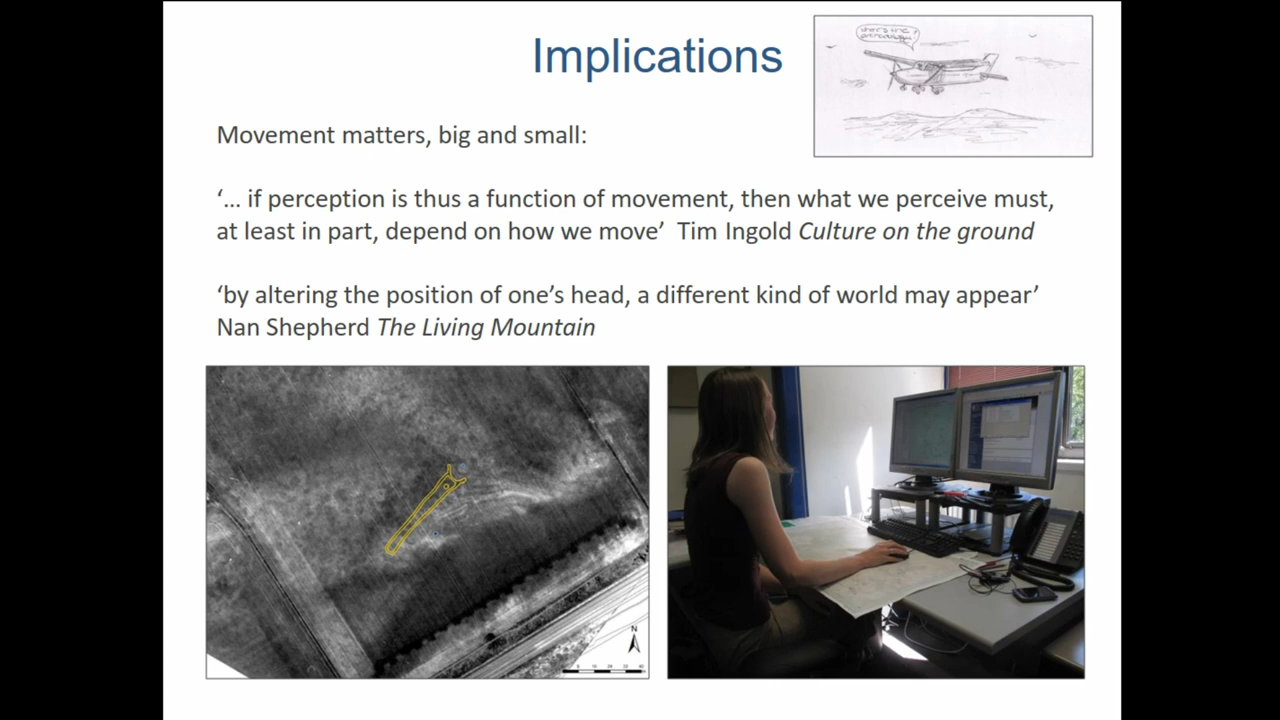 Implications
Movement matters, big and small:
‘... if perception is thus a function of movement, then what we perceive must,
at least in part, depend on how we move’ Tim Ingold Culture on the ground
‘by altering the position of one’s head, a different kind of world may appear’
Nan Shepherd The Living Mountain
N